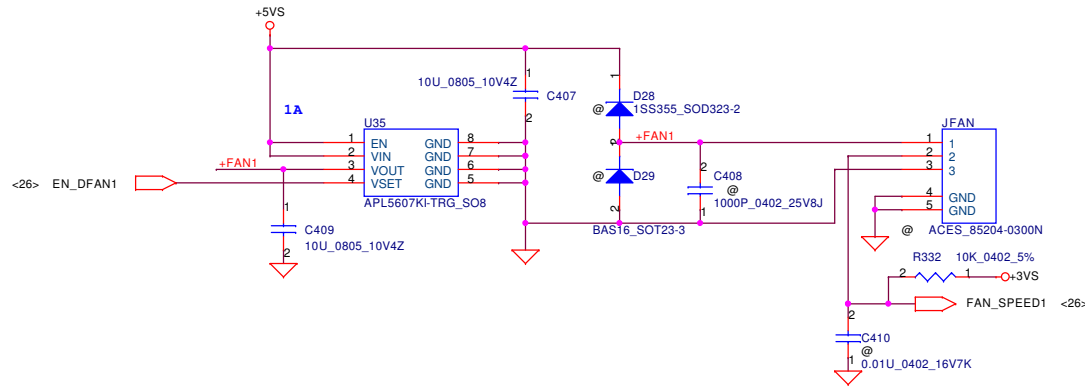 +5VS
1A
10U_0805_10V4Z
1
2
C407
U35
1 EN GND 8
2 VIN GND 7
3 VOUT GND 6
4 VSET GND 5
APL5607KI-TRG_SO8
+FAN1
<26> EN_DFAN1
1
2
C409
10U_0805_10V4Z
1
2
@
D28
1SS355_SOD323-2
+FAN1
@
D29
2
BAS16_SOT23-3
2
1
C408
@
1000P_0402_25V8J
JFAN
1 1
2 2
3 3
4 GND
5 GND
@ ACES_85204-0300N
R332 10K_0402_5%
2 1
+3VS
FAN_SPEED1 <26>
2
1
C410
@
0.01U_0402_16V7K